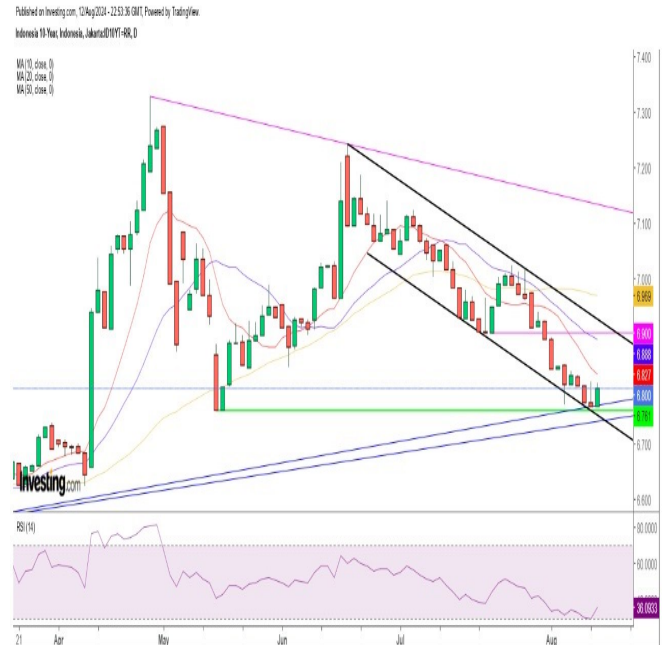 Published on Investing.com, 12/Aug/2024 - 22:53:36 GMT, Powered by TradingView.
Indonesia 10-Year, Indonesia, Jakarta:ID10YT=RR, D
MA (10, close, 0)
MA (20, close, 0)
MA (50, close, 0)
7.400
7.300
7.200
7.100
7.000
6.969
6.900
6.888
6.827
6.800
6.761
6.700
6.600
Investing.com
RSI (14)
80.0000
60.0000
36.0933
21 Apr May Jun Jul Aug